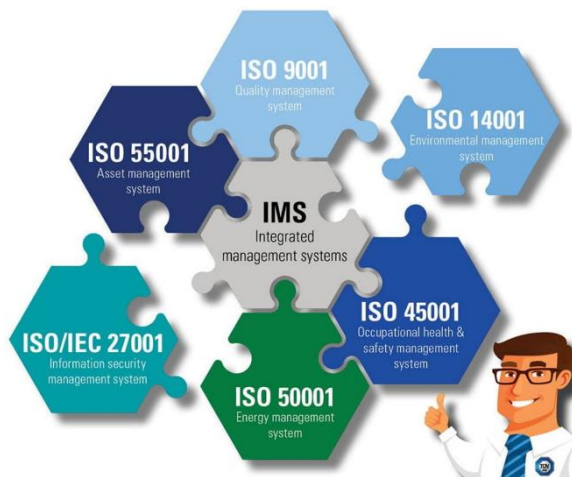 ISO 9001
Quality management
system
ISO 14001
Environmental management
system
ISO 55001
Asset management
system
IMS
Integrated
management systems
ISO/IEC 27001
Information security
management system
ISO 45001
Occupational health &
safety management
system
ISO 50001
Energy management
system